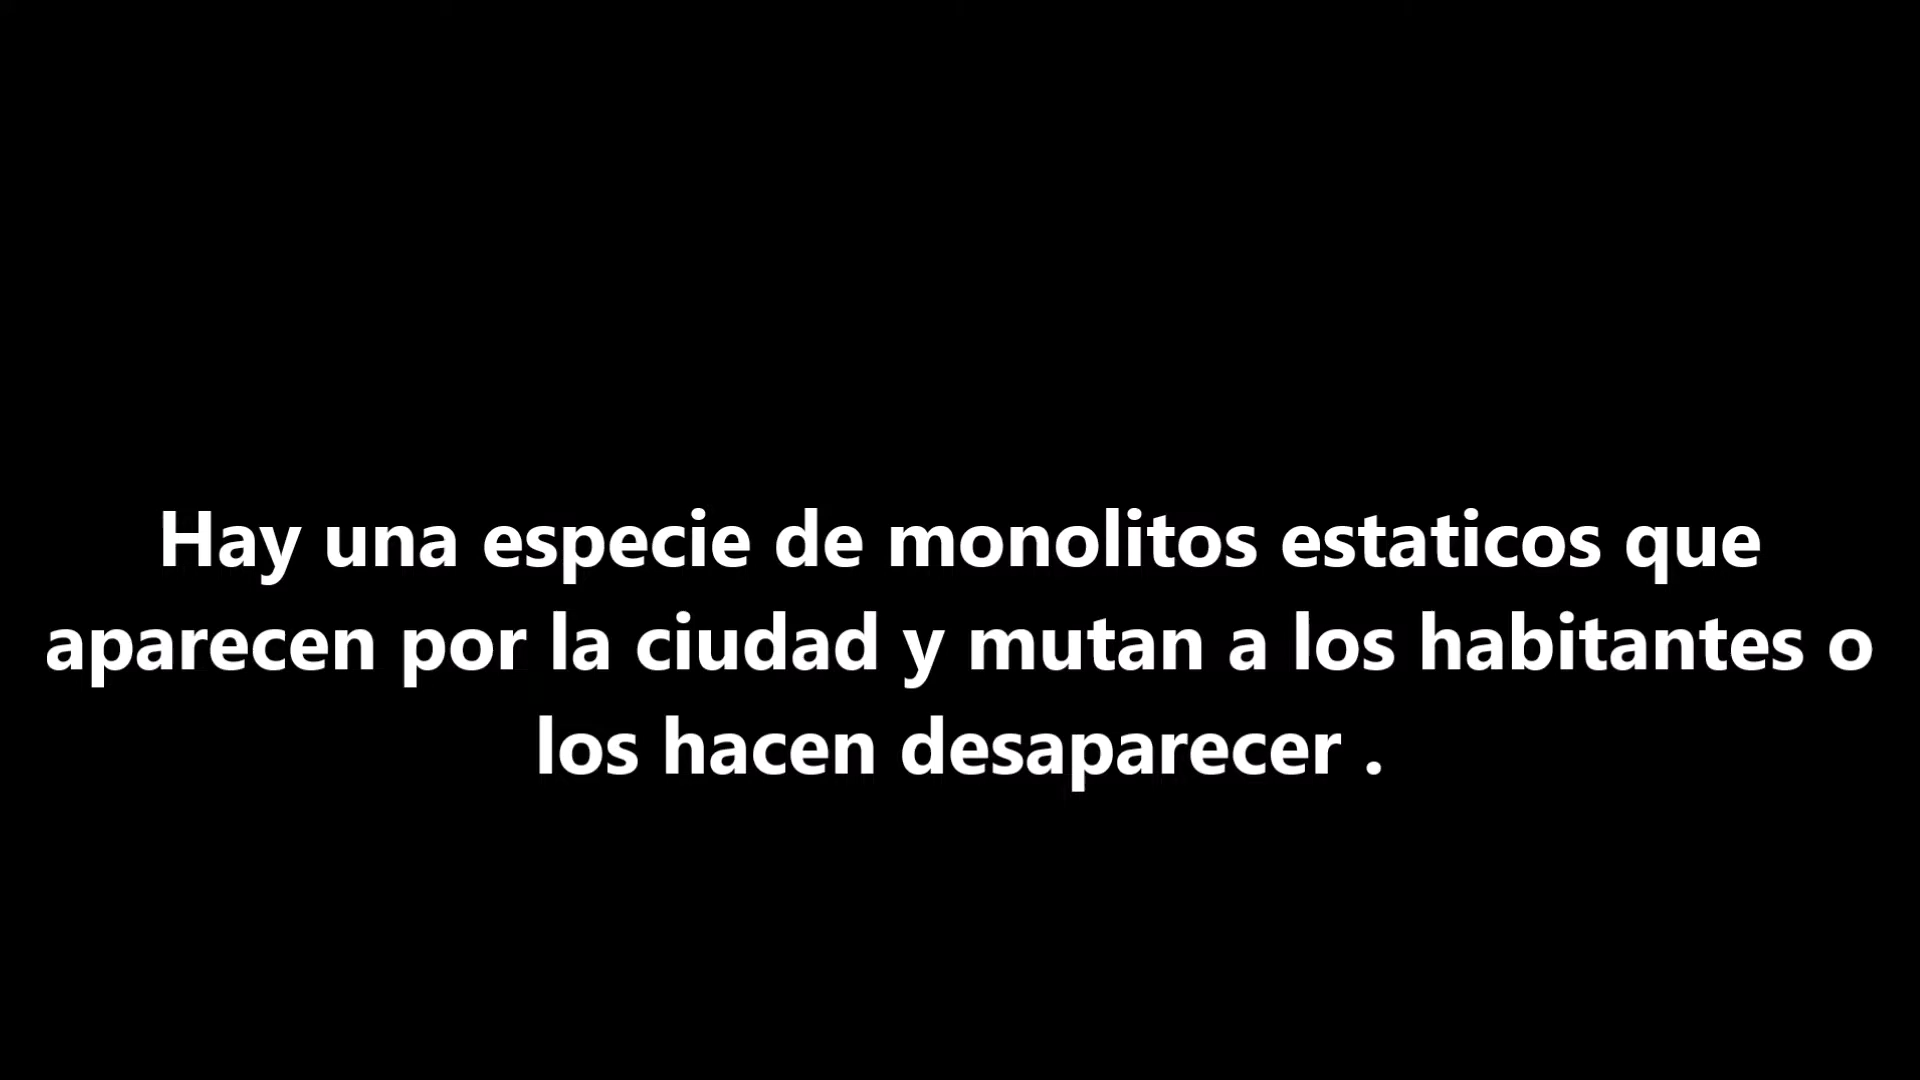 Hay una especie de monolitos estaticos que
aparecen por la ciudad y mutan a los habitantes o
los hacen desaparecer .